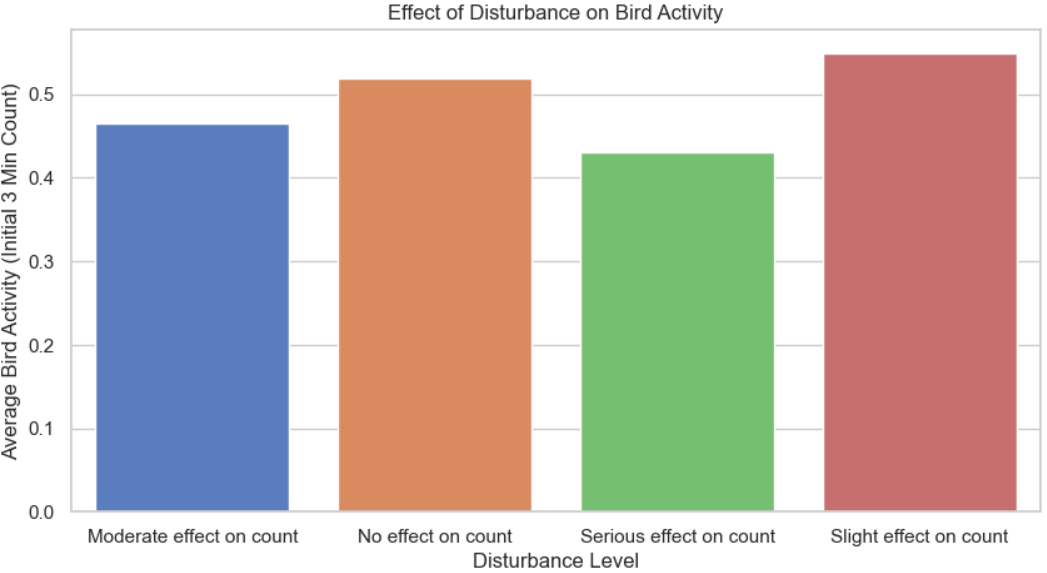 Effect of Disturbance on Bird Activity
Average Bird Activity (Initial 3 Min Count)
0.5
0.4
0.3
0.2
0.1
0.0
Moderate effect on count
No effect on count
Serious effect on count
Slight effect on count
Disturbance Level